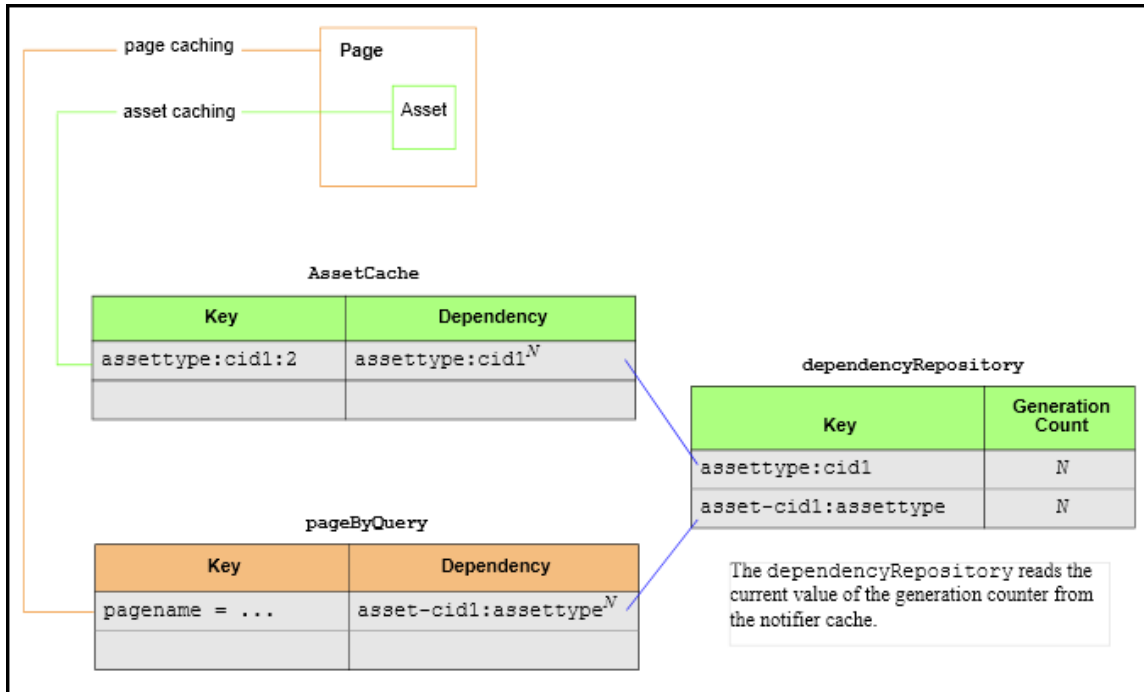 page caching
Page
asset caching
Asset
AssetCache
Key Dependency
assettype:cid1:2 assettype:cid1^N
dependencyRepository
Key Generation Count
assettype:cid1 N
asset-cid1:assettype N
pageByQuery
Key Dependency
pagename = ... asset-cid1:assettype^N
The dependencyRepository reads the
current value of the generation counter from
the notifier cache.